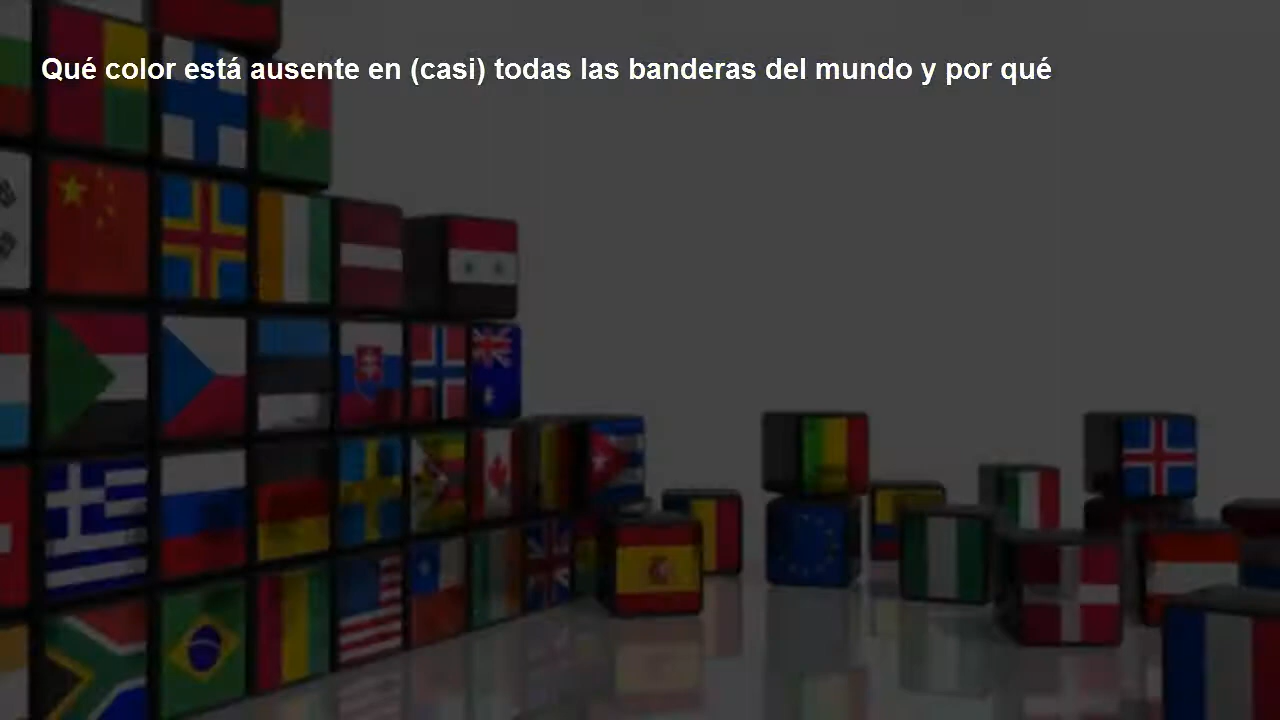 Qué color está ausente en (casi) todas las banderas del mundo y por qué